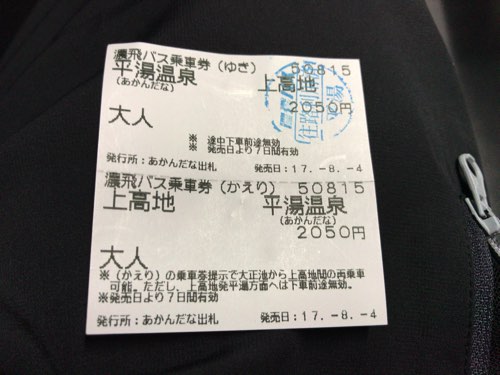 濃飛バス乗車券（ゆき） 50815
平湯温泉 上高地
（あかんだな） 2050円
大人
※ 途中下車前途無効
※ 発売日より7日間有効
発行所：あかんだな出札 発売日：17.-8.-4
濃飛バス乗車券（かえり） 50815
上高地 平湯温泉
（あかんだな）
2050円
大人
※（かえり）の乗車券提示で大正池から上高地間の再乗車
可能。ただし、上高地発平湯方面へは下車前途無効。
※発売日より7日間有効
発行所：あかんだな出札 発売日：17.-8.-4